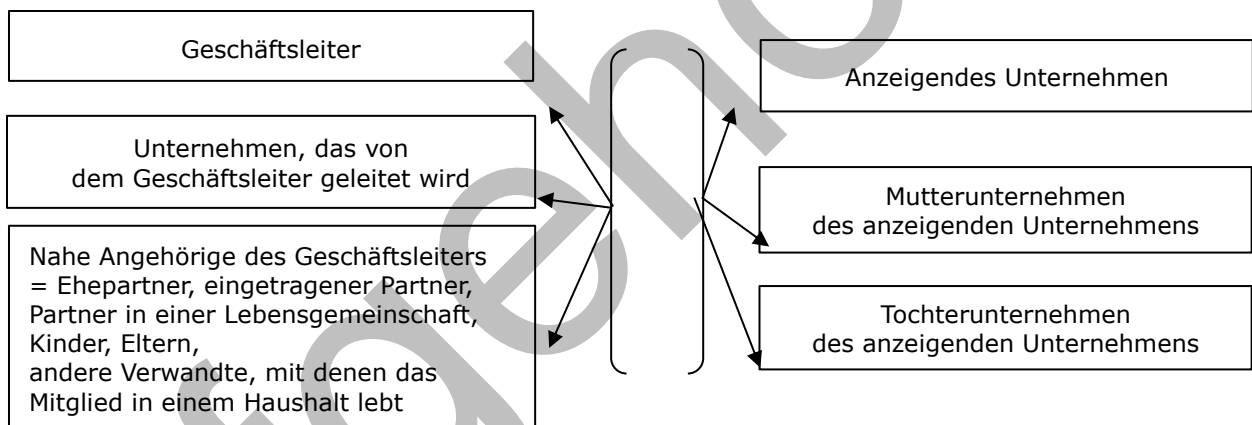 Geschäftsleiter
Anzeigendes Unternehmen
Unternehmen, das von
dem Geschäftsleiter geleitet wird
Mutterunternehmen
des anzeigenden Unternehmens
Nahe Angehörige des Geschäftsleiters
= Ehepartner, eingetragener Partner,
Partner in einer Lebensgemeinschaft,
Kinder, Eltern,
andere Verwandte, mit denen das
Mitglied in einem Haushalt lebt
Tochterunternehmen
des anzeigenden Unternehmens